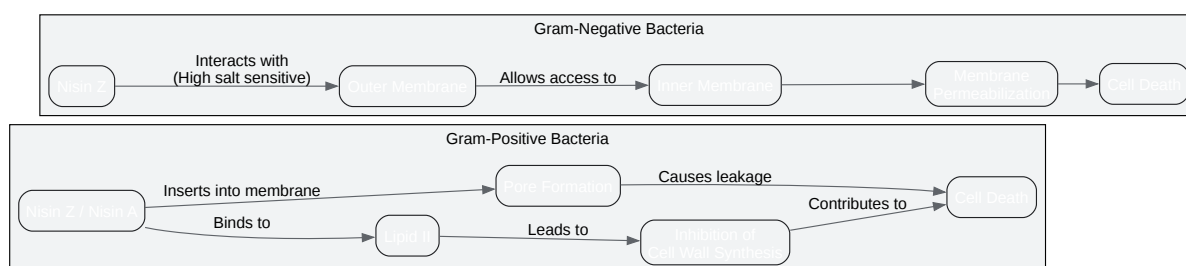 Gram-Negative Bacteria
Nisin Z
Interacts with
(High salt sensitive)
Outer Membrane
Allows access to
Inner Membrane
Membrane
Permeabilization
Cell Death
Gram-Positive Bacteria
Nisin Z / Nisin A
Inserts into membrane
Pore Formation
Causes leakage
Cell Death
Binds to
Lipid II
Leads to
Inhibition of
Cell Wall Synthesis
Contributes to